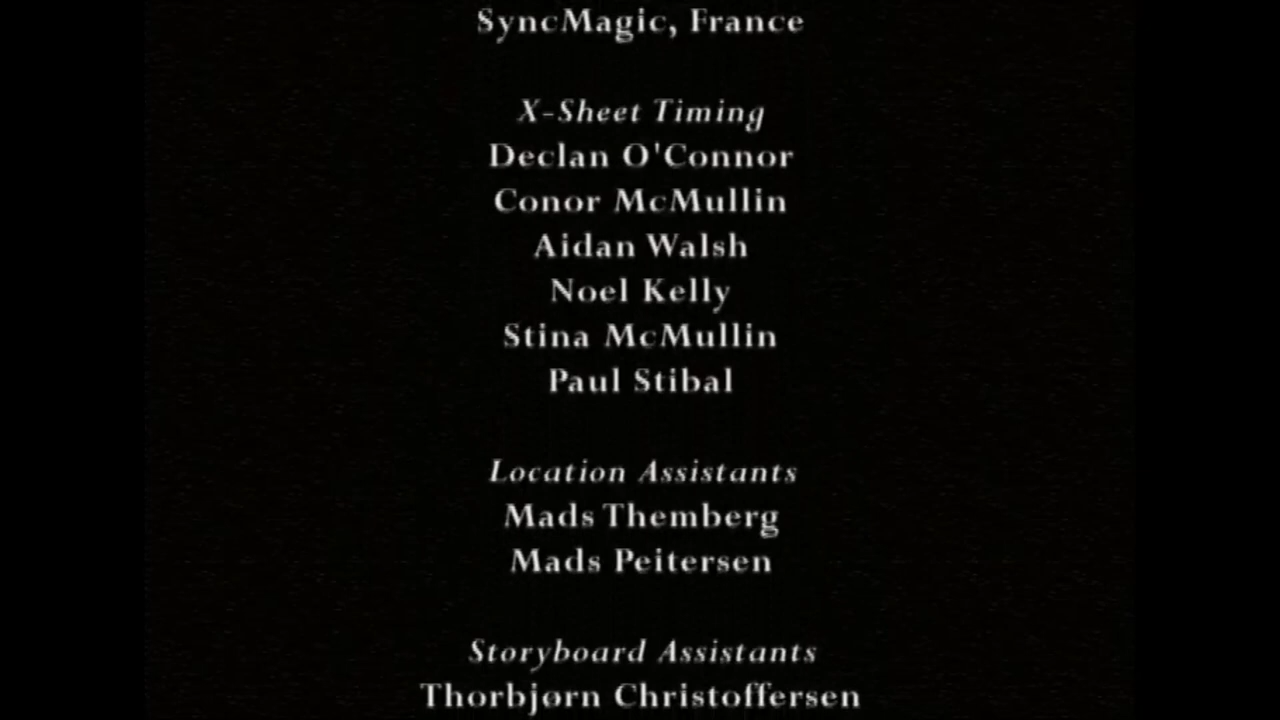 SyncMagic, France
X-Sheet Timing
Declan O'Connor
Conor McMullin
Aidan Walsh
Noel Kelly
Stina McMullin
Paul Stibal
Location Assistants
Mads Themberg
Mads Peitersen
Storyboard Assistants
Thorbjørn Christoffersen